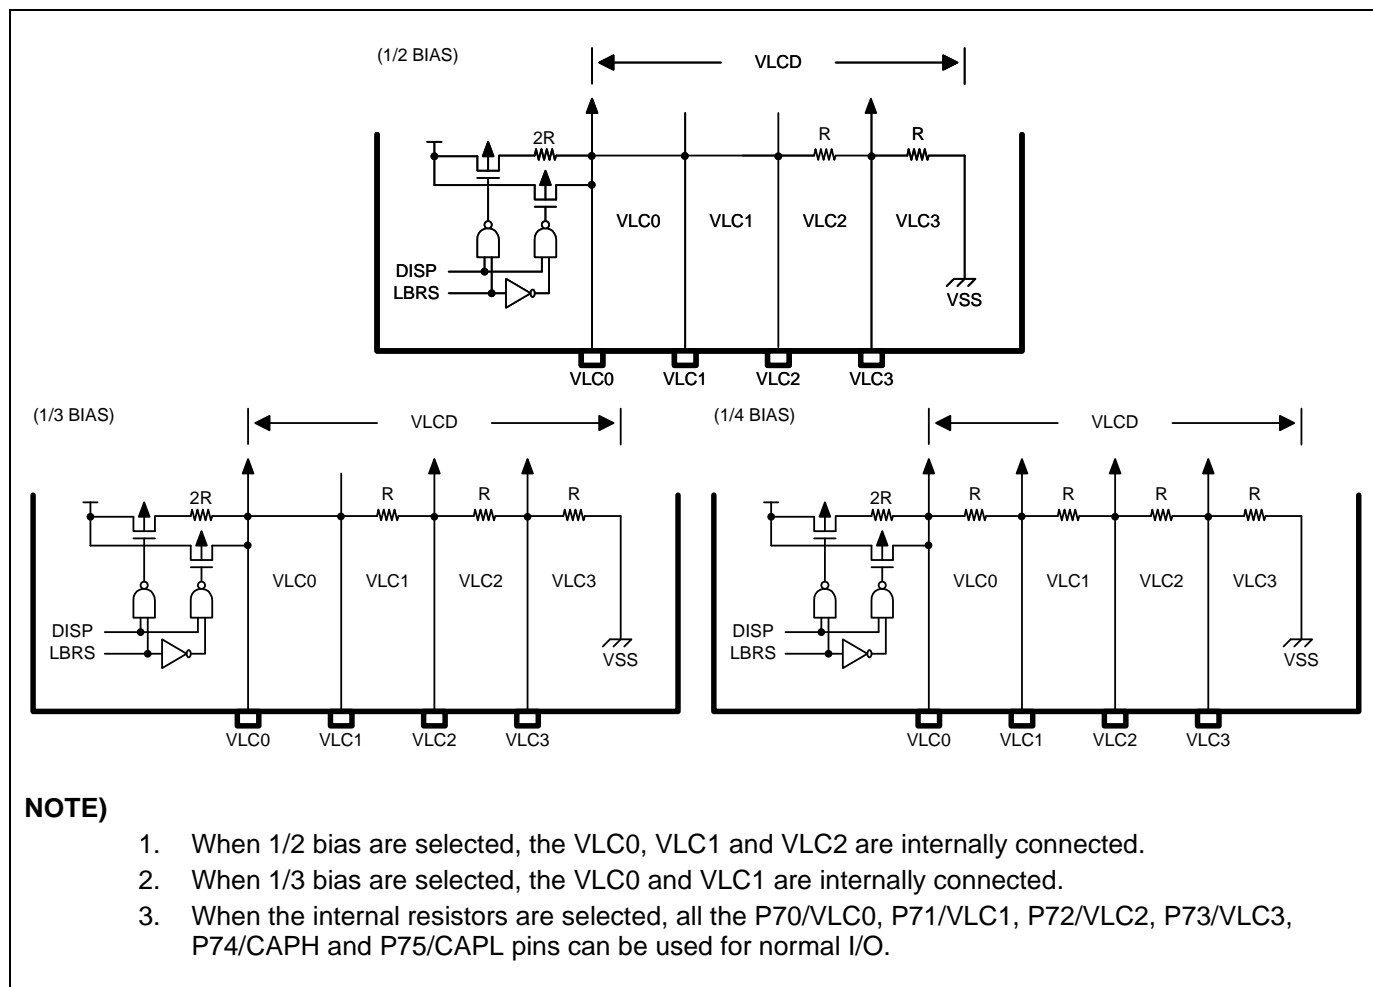 (1/2 BIAS)
VLCD
2R
R
R
VLC0
VLC1
VLC2
VLC3
DISP
LBRS
VSS
VLC0
VLC1
VLC2
VLC3
(1/3 BIAS)
VLCD
2R
R
R
R
VLC0
VLC1
VLC2
VLC3
DISP
LBRS
VSS
VLC0
VLC1
VLC2
VLC3
(1/4 BIAS)
VLCD
2R
R
R
R
R
VLC0
VLC1
VLC2
VLC3
DISP
LBRS
VSS
VLC0
VLC1
VLC2
VLC3
NOTE)
1. When 1/2 bias are selected, the VLC0, VLC1 and VLC2 are internally connected.
2. When 1/3 bias are selected, the VLC0 and VLC1 are internally connected.
3. When the internal resistors are selected, all the P70/VLC0, P71/VLC1, P72/VLC2, P73/VLC3,
P74/CAPH and P75/CAPL pins can be used for normal I/O.